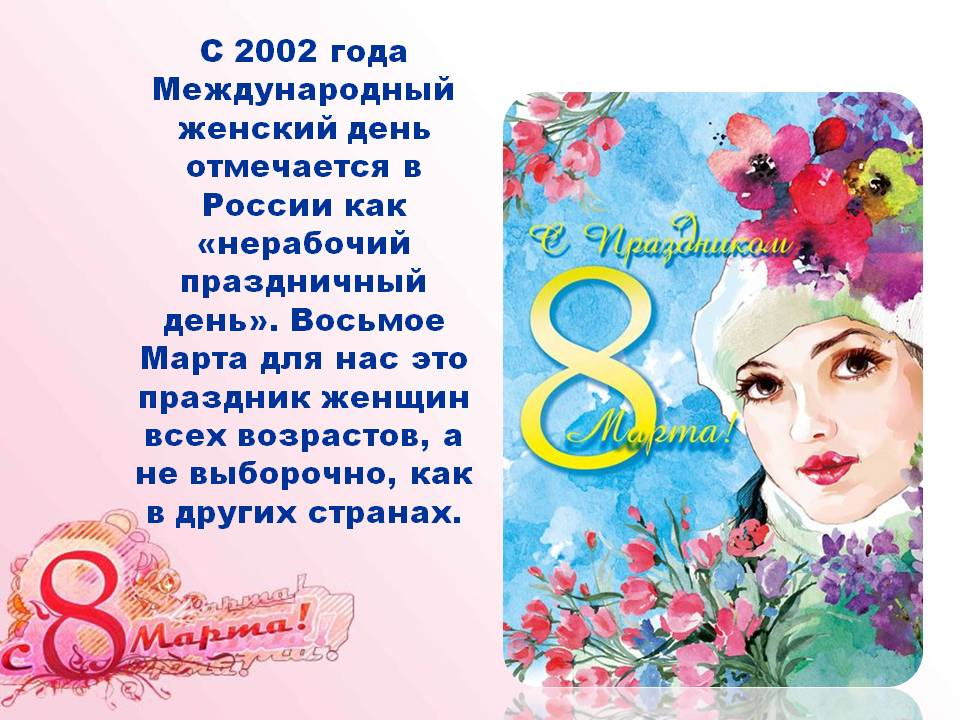 С 2002 года
Международный
женский день
отмечается в
России как
«нерабочий
праздничный
день». Восьмое
Марта для нас это
праздник женщин
всех возрастов, а
не выборочно, как
в других странах.
С Праздником
8
Марта!
с 8 Марта!